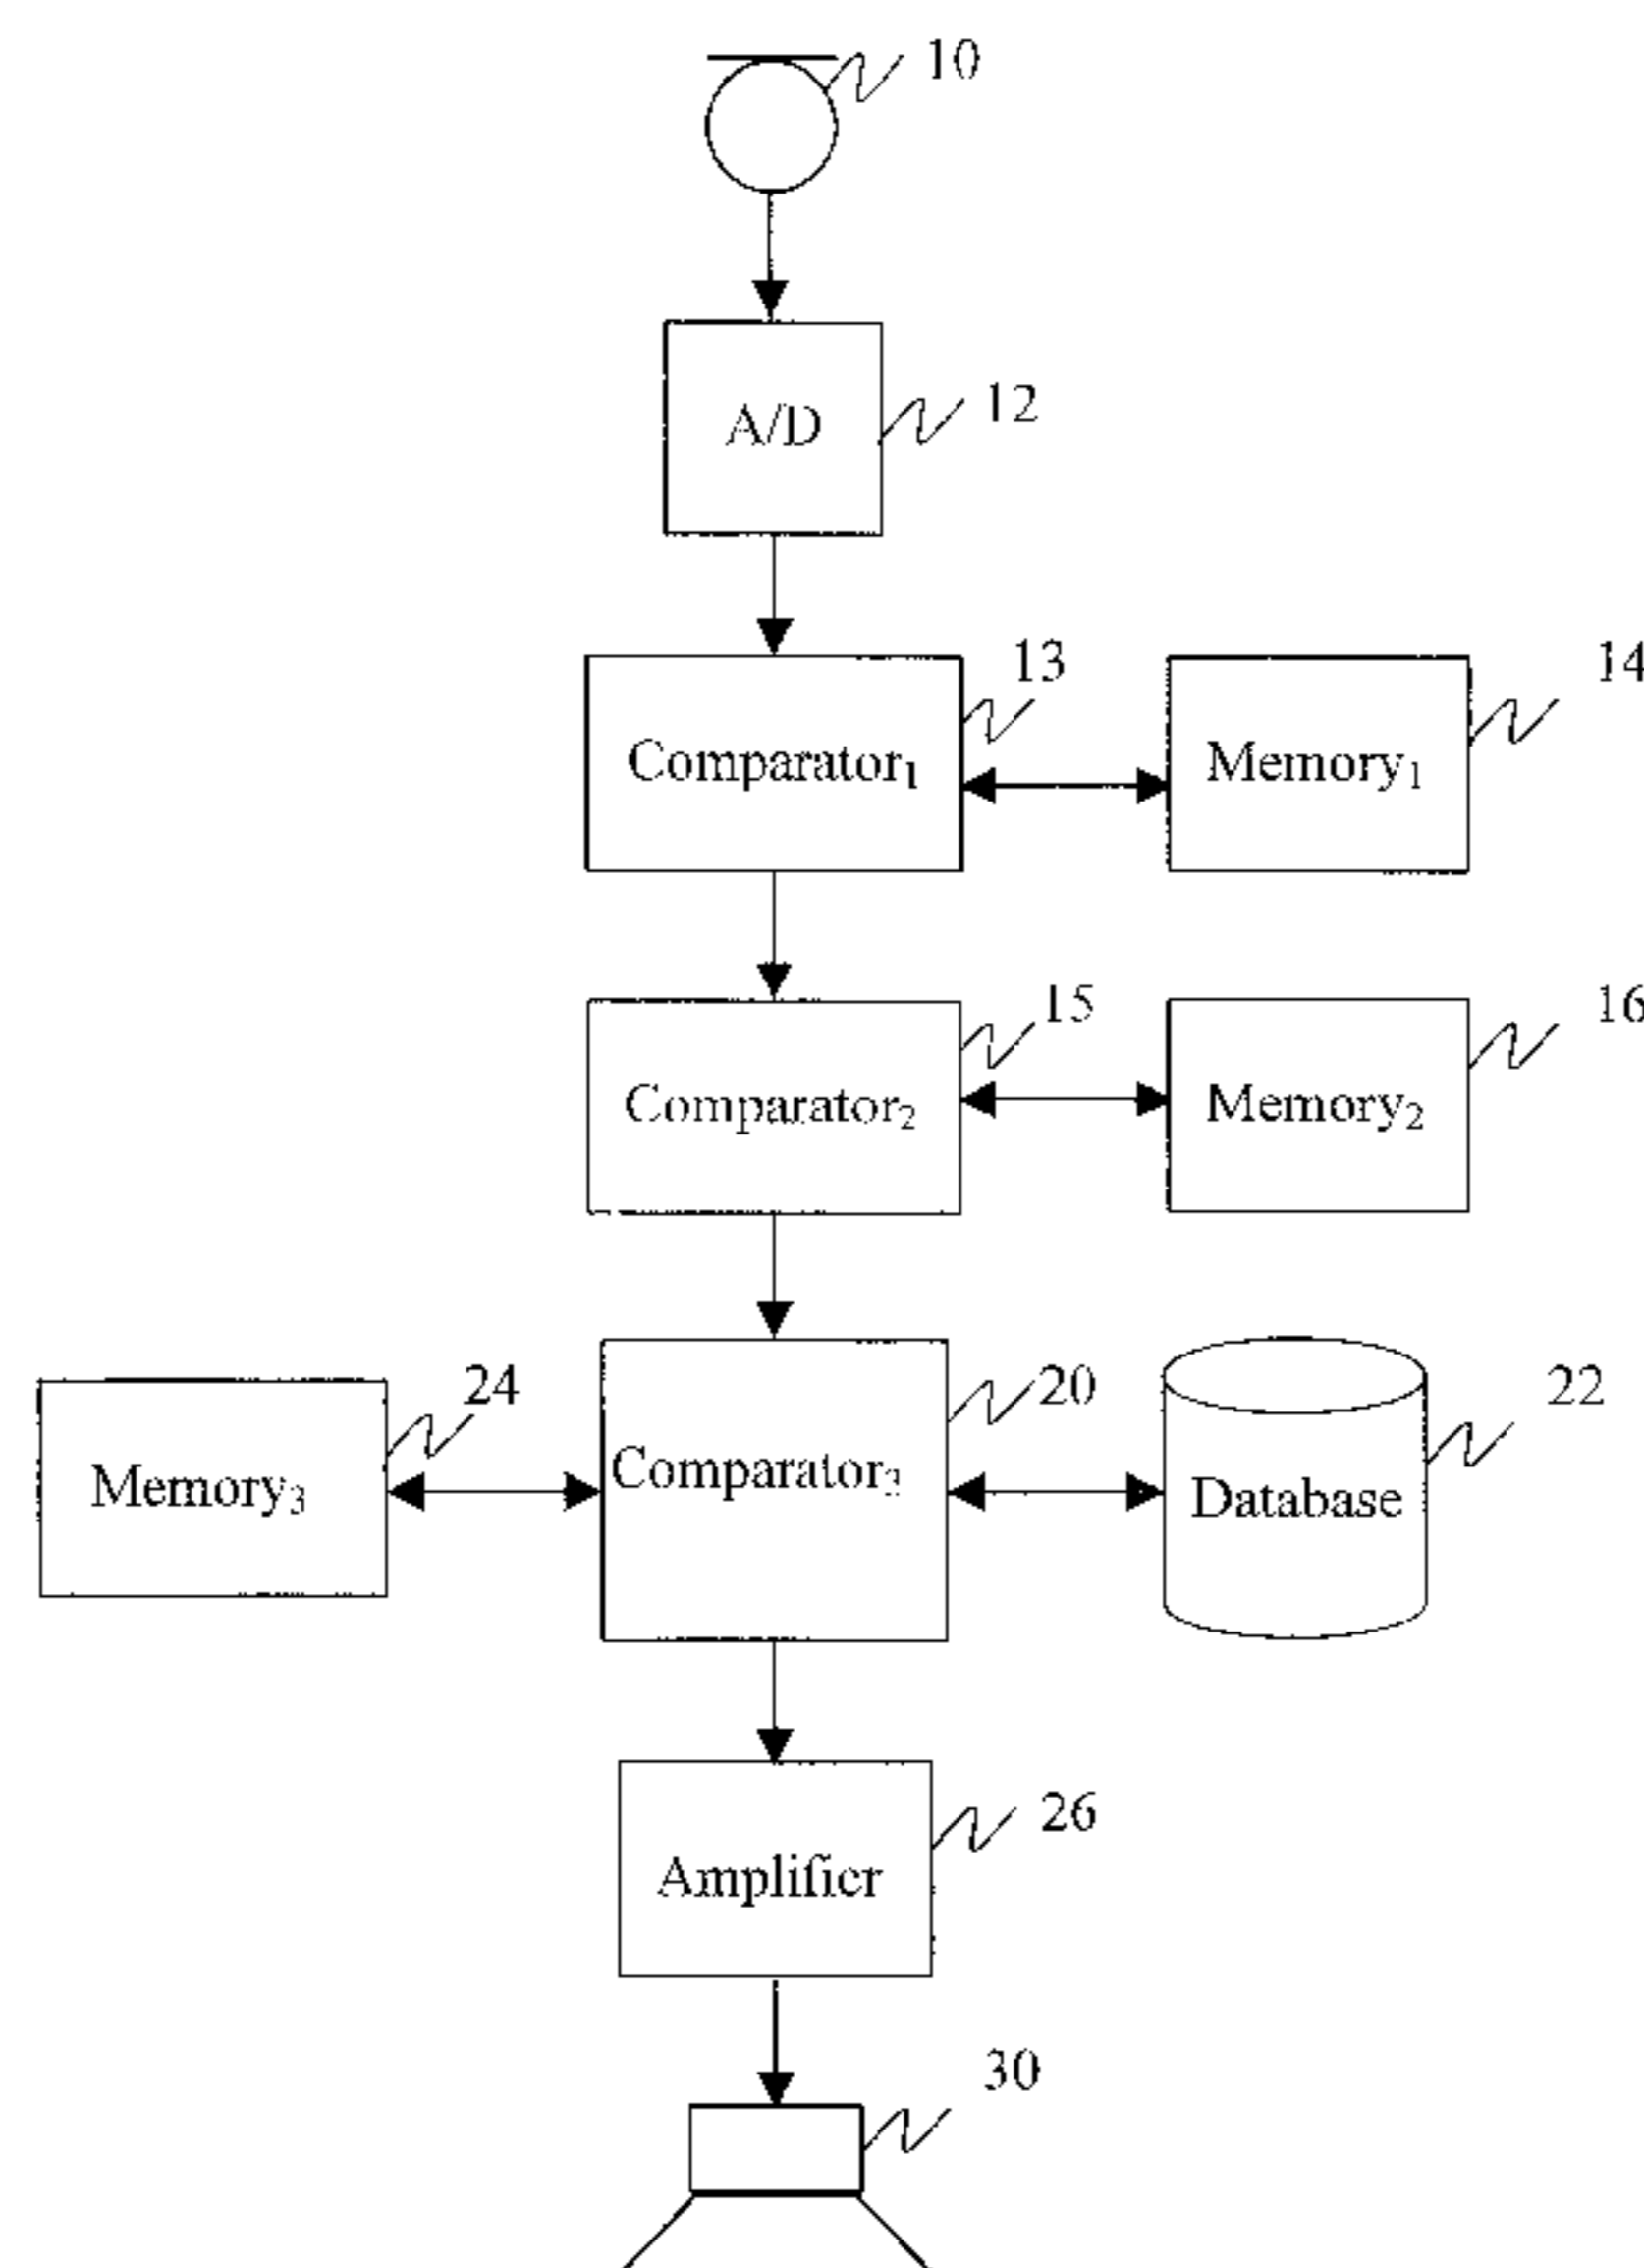 10
A/D
12
13
14
Comparator₁
Memory₁
15
16
Comparator₂
Memory₂
24
20
22
Memory₃
Comparator₃
Database
26
Amplifier
30